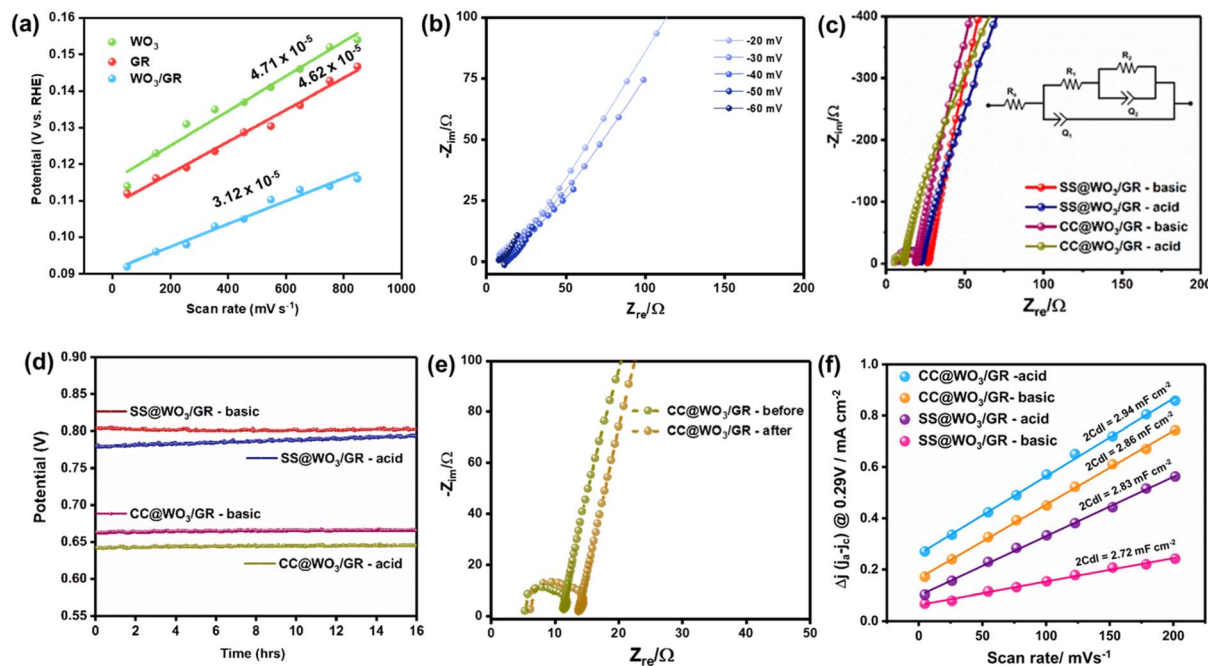 (a)
WO3
GR
WO3/GR
4.71 x 10-5
4.62 x 10-5
3.12 x 10-5
0.16
0.15
0.14
0.13
0.12
0.11
0.10
0.09
Potential (V vs. RHE)
0 200 400 600 800 1000
Scan rate (mV s-1)
(b)
-20 mV
-30 mV
-40 mV
-50 mV
-60 mV
100
75
50
25
0
-Zim/Ω
0 50 100 150 200
Zre/Ω
(c)
Rs
R1
R2
Q1
Q2
SS@WO3/GR - basic
SS@WO3/GR - acid
CC@WO3/GR - basic
CC@WO3/GR - acid
-400
-300
-200
-100
0
-Zim/Ω
0 50 100 150 200
Zre/Ω
(d)
SS@WO3/GR - basic
SS@WO3/GR - acid
CC@WO3/GR - basic
CC@WO3/GR - acid
0.90
0.85
0.80
0.75
0.70
0.65
0.60
0.55
Potential (V)
0 2 4 6 8 10 12 14 16
Time (hrs)
(e)
CC@WO3/GR - before
CC@WO3/GR - after
100
80
60
40
20
0
-Zim/Ω
0 10 20 30 40 50
Zre/Ω
(f)
CC@WO3/GR -acid
CC@WO3/GR- basic
SS@WO3/GR - acid
SS@WO3/GR - basic
2Cdl = 2.94 mF cm-2
2Cdl = 2.86 mF cm-2
2Cdl = 2.83 mF cm-2
2Cdl = 2.72 mF cm-2
1.0
0.8
0.6
0.4
0.2
0.0
Δj (ja-jc) @ 0.29V / mA cm-2
0 50 100 150 200
Scan rate/ mVs-1